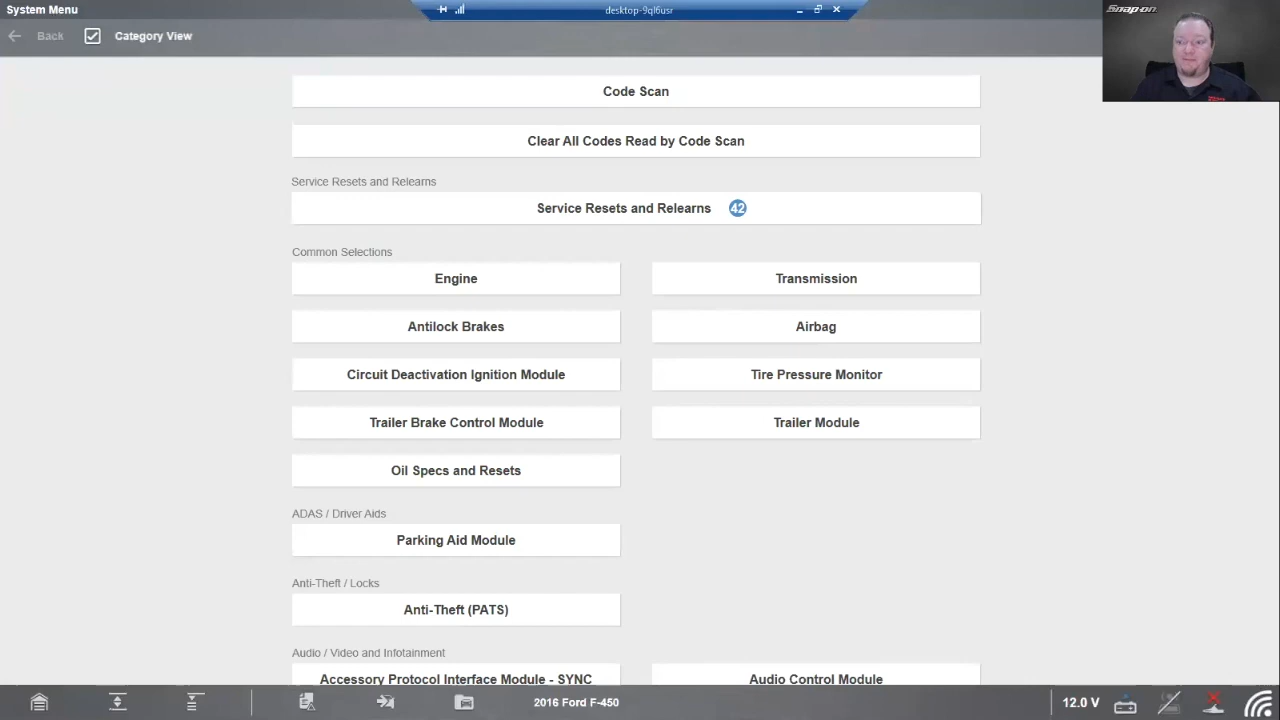 System Menu
desktop-9ql6usr
Snap-on
Back
Category View
Code Scan
Clear All Codes Read by Code Scan
Service Resets and Relearns
Service Resets and Relearns 42
Common Selections
Engine
Transmission
Antilock Brakes
Airbag
Circuit Deactivation Ignition Module
Tire Pressure Monitor
Trailer Brake Control Module
Trailer Module
Oil Specs and Resets
ADAS / Driver Aids
Parking Aid Module
Anti-Theft / Locks
Anti-Theft (PATS)
Audio / Video and Infotainment
Accessory Protocol Interface Module - SYNC
Audio Control Module
2016 Ford F-450
12.0 V